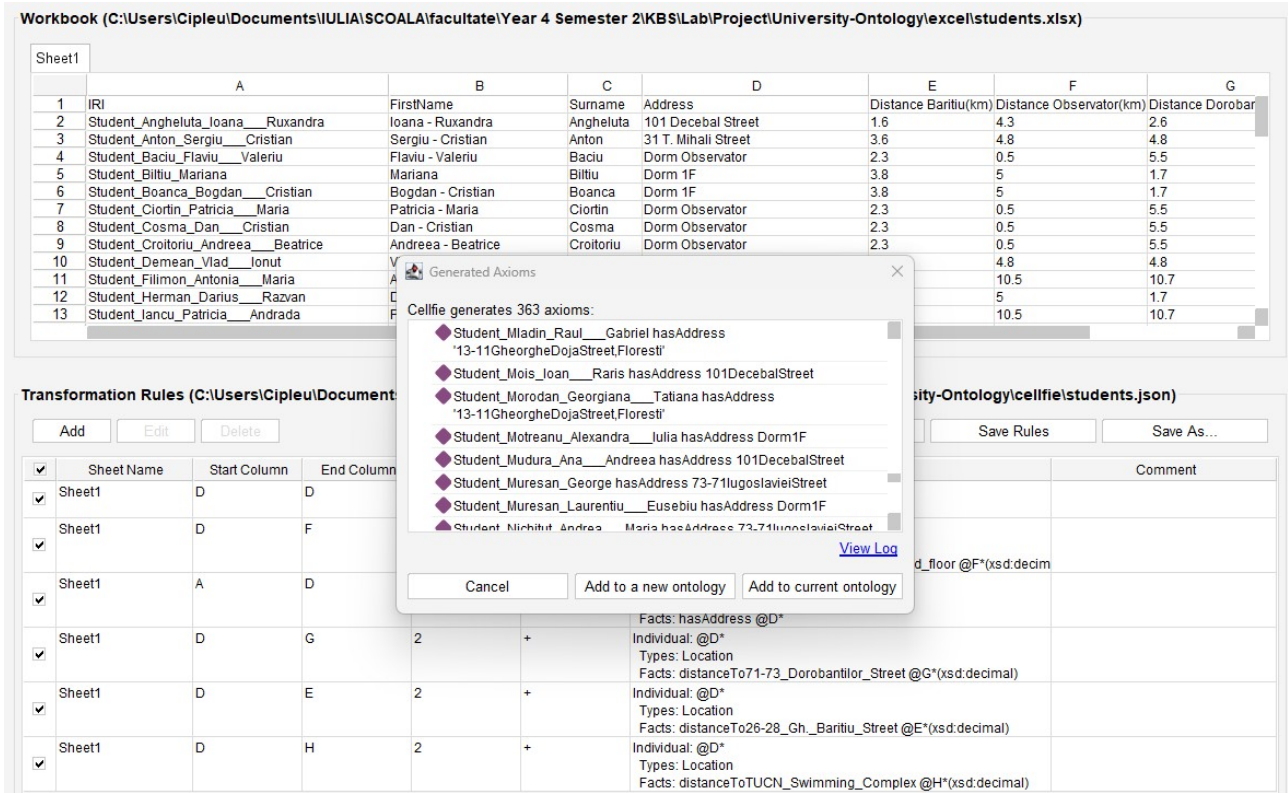 Workbook (C:\Users\Cipleu\Documents\IULIA\SCOALA\facultate\Year 4 Semester 2\KBS\Lab\Project\University-Ontology\excel\students.xlsx)
Sheet1
A B C D E F G
1 IRI FirstName Surname Address Distance Baritiu(km) Distance Observator(km) Distance Dorobar
2 Student_Angheluta_Ioana___Ruxandra Ioana - Ruxandra Angheluta 101 Decebal Street 1.6 4.3 2.6
3 Student_Anton_Sergiu___Cristian Sergiu - Cristian Anton 31 T. Mihali Street 3.6 4.8 4.8
4 Student_Baciu_Flaviu___Valeriu Flaviu - Valeriu Baciu Dorm Observator 2.3 0.5 5.5
5 Student_Biltiu_Mariana Mariana Biltiu Dorm 1F 3.8 5 1.7
6 Student_Boanca_Bogdan___Cristian Bogdan - Cristian Boanca Dorm 1F 3.8 5 1.7
7 Student_Ciortin_Patricia___Maria Patricia - Maria Ciortin Dorm Observator 2.3 0.5 5.5
8 Student_Cosma_Dan___Cristian Dan - Cristian Cosma Dorm Observator 2.3 0.5 5.5
9 Student_Croitoriu_Andreea___Beatrice Andreea - Beatrice Croitoriu Dorm Observator 2.3 0.5 5.5
10 Student_Demean_Vlad___Ionut 4.8 4.8
11 Student_Filimon_Antonia___Maria 10.5 10.7
12 Student_Herman_Darius___Razvan 5 1.7
13 Student_Iancu_Patricia___Andrada 10.5 10.7
Generated Axioms
Cellfie generates 363 axioms:
Student_Mladin_Raul___Gabriel hasAddress
'13-11GheorgheDojaStreet,Floresti'
Student_Mois_Ioan___Raris hasAddress 101DecebalStreet
Student_Morodan_Georgiana___Tatiana hasAddress
'13-11GheorgheDojaStreet,Floresti'
Student_Motreanu_Alexandra___Iulia hasAddress Dorm1F
Student_Mudura_Ana___Andreea hasAddress 101DecebalStreet
Student_Muresan_George hasAddress 73-71IugoslavieiStreet
Student_Muresan_Laurentiu___Eusebiu hasAddress Dorm1F
Student_Nichitut_Andrea___Maria hasAddress 73-71IugoslavieiStreet
View Log
Cancel Add to a new ontology Add to current ontology
Transformation Rules (C:\Users\Cipleu\Document sity-Ontology\cellfie\students.json)
Add Edit Delete Save Rules Save As...
Sheet Name Start Column End Column Comment
Sheet1 D D
Sheet1 D F
d_floor @F*(xsd:decim
Sheet1 A D
Facts: hasAddress @D*
Sheet1 D G 2 + Individual: @D*
Types: Location
Facts: distanceTo71-73_Dorobantilor_Street @G*(xsd:decimal)
Sheet1 D E 2 + Individual: @D*
Types: Location
Facts: distanceTo26-28_Gh._Baritiu_Street @E*(xsd:decimal)
Sheet1 D H 2 + Individual: @D*
Types: Location
Facts: distanceToTUCN_Swimming_Complex @H*(xsd:decimal)